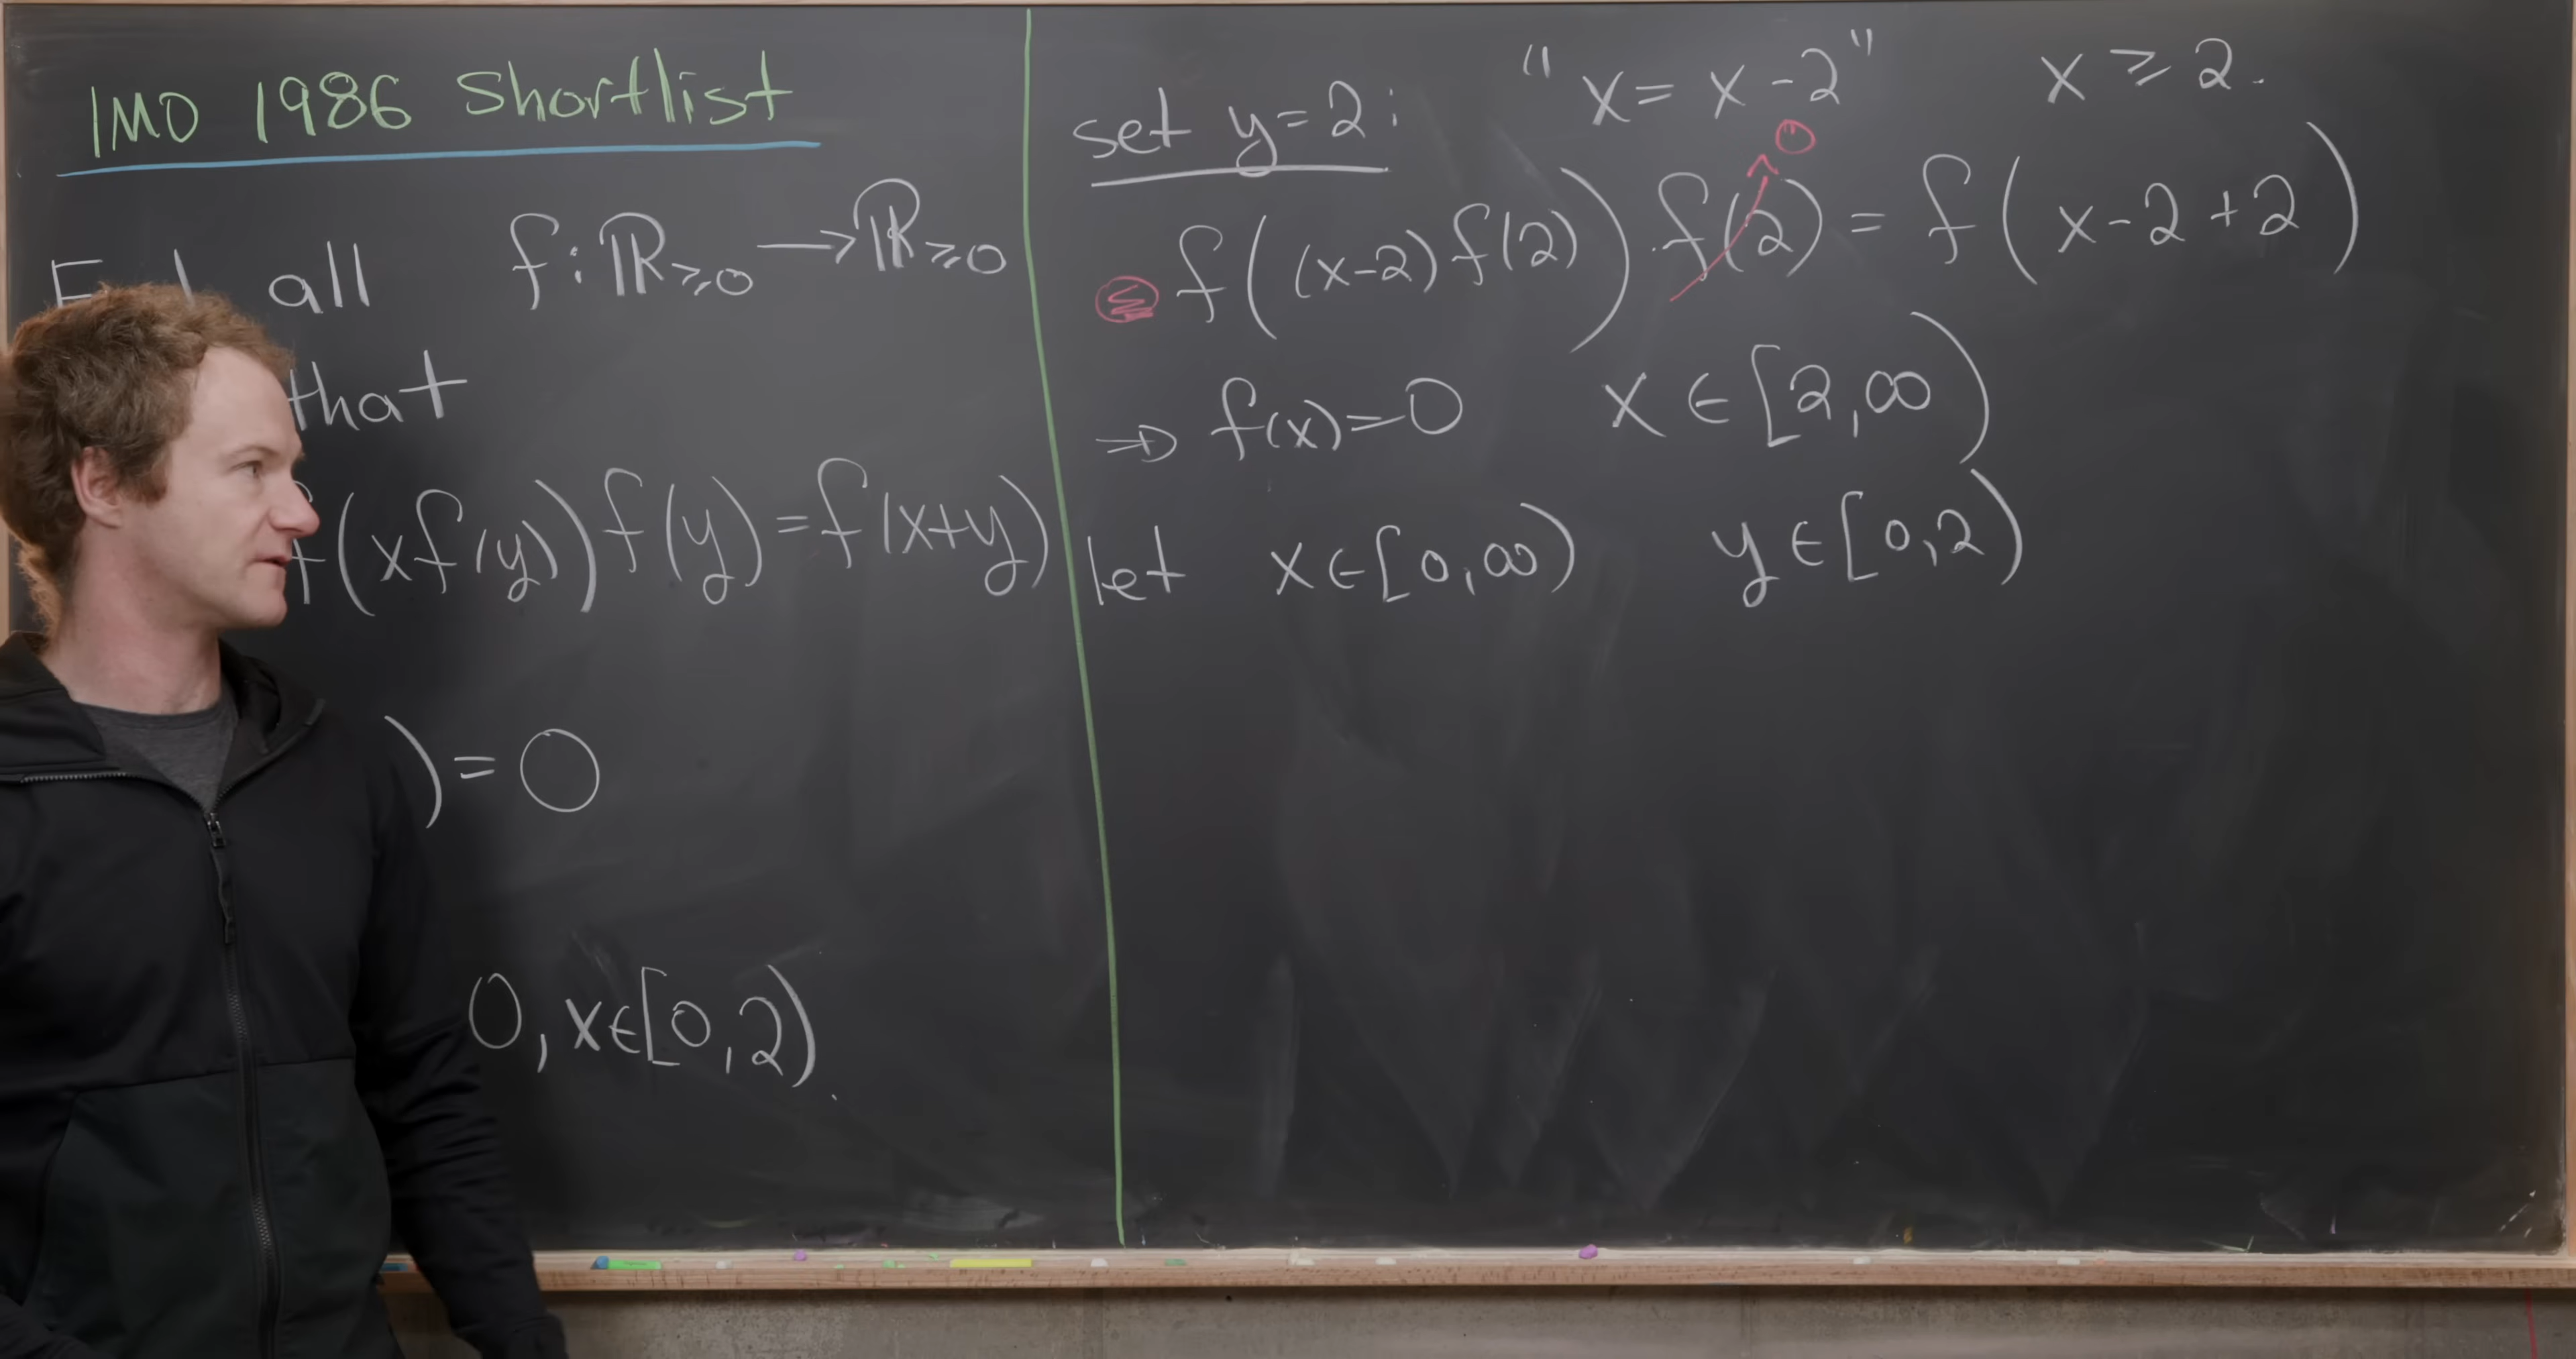 IMO 1986 Shortlist
all f: ℝ≥0 → ℝ≥0
that
f(xf(y))f(y)=f(x+y)
)=0
0, x∈[0,2).
set y=2: "x= x-2" x≥2.
f((x-2)f(2))·f(2) = f(x-2+2)
0
⇒ f(x)=0 x∈[2,∞)
let x∈[0,∞) y∈[0,2)